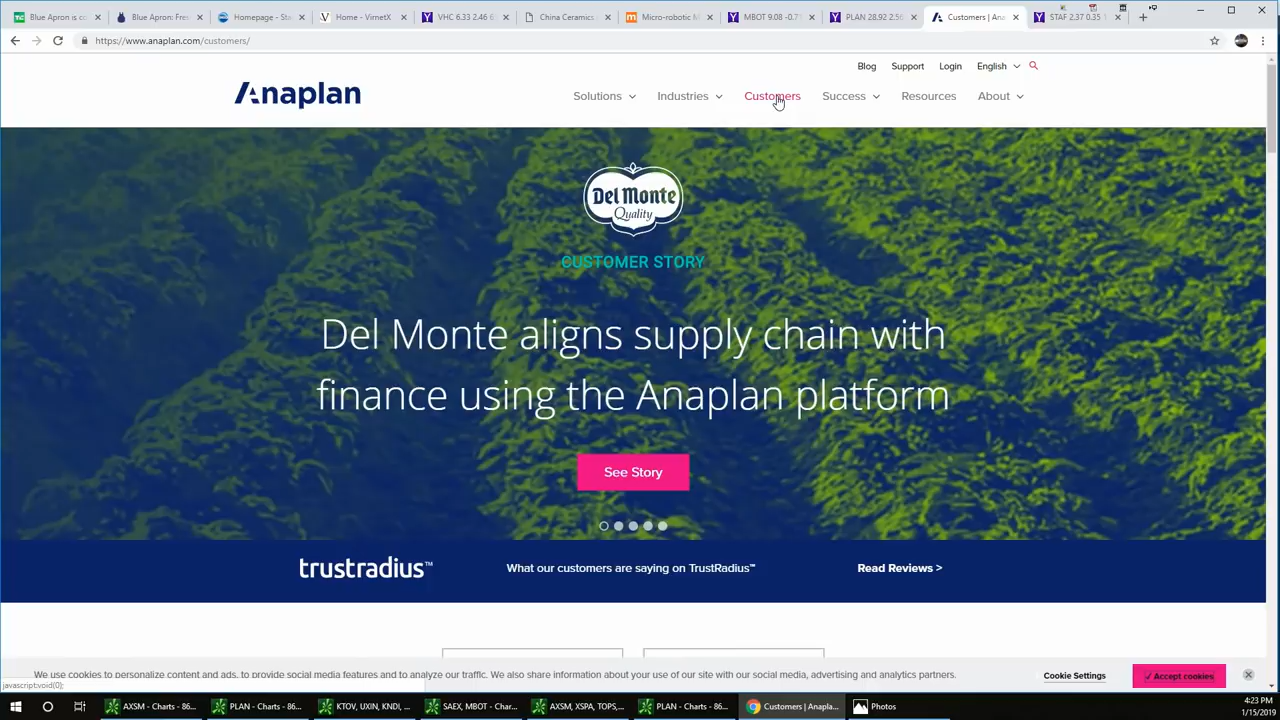 Blue Apron is c
Blue Apron: Fres
Homepage - Sta
Home - VirnetX
VHC 6.33 2.46 6
China Ceramics
Micro-robotic M
MBOT 9.08 -0.7
PLAN 28.92 2.56
Customers | Ana
STAF 2.37 0.35
https://www.anaplan.com/customers/
Blog Support Login English
Anaplan
Solutions Industries Customers Success Resources About
Del Monte
Quality
CUSTOMER STORY
Del Monte aligns supply chain with
finance using the Anaplan platform
See Story
trustradius™ What our customers are saying on TrustRadius™ Read Reviews >
We use cookies to personalize content and ads, to provide social media features and to analyze our traffic. We also share information about your use of our site with our social media, advertising and analytics partners.
Cookie Settings
✓ Accept cookies
javascript:void(0);
AXSM - Charts - 86...
PLAN - Charts - 86...
KTOV, UXIN, KNDI, ...
SAEX, MBOT - Char...
AXSM, XSPA, TOPS,...
PLAN - Charts - 86...
Customers | Anapla...
Photos
4:23 PM
1/15/2019